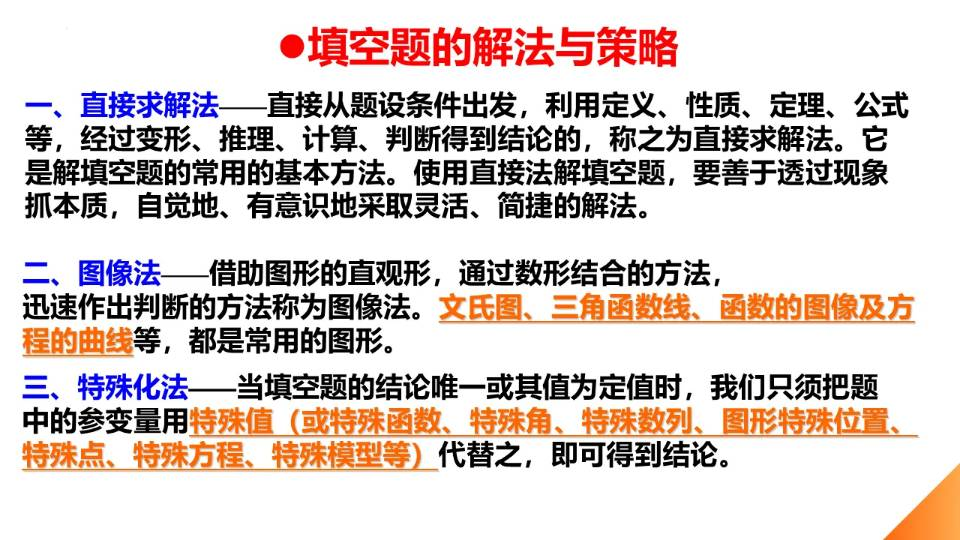 ●填空题的解法与策略
一、直接求解法——直接从题设条件出发，利用定义、性质、定理、公式
等，经过变形、推理、计算、判断得到结论的，称之为直接求解法。它
是解填空题的常用的基本方法。使用直接法解填空题，要善于透过现象
抓本质，自觉地、有意识地采取灵活、简捷的解法。
二、图像法——借助图形的直观形，通过数形结合的方法，
迅速作出判断的方法称为图像法。文氏图、三角函数线、函数的图像及方
程的曲线等，都是常用的图形。
三、特殊化法——当填空题的结论唯一或其值为定值时，我们只须把题
中的参变量用特殊值（或特殊函数、特殊角、特殊数列、图形特殊位置、
特殊点、特殊方程、特殊模型等）代替之，即可得到结论。